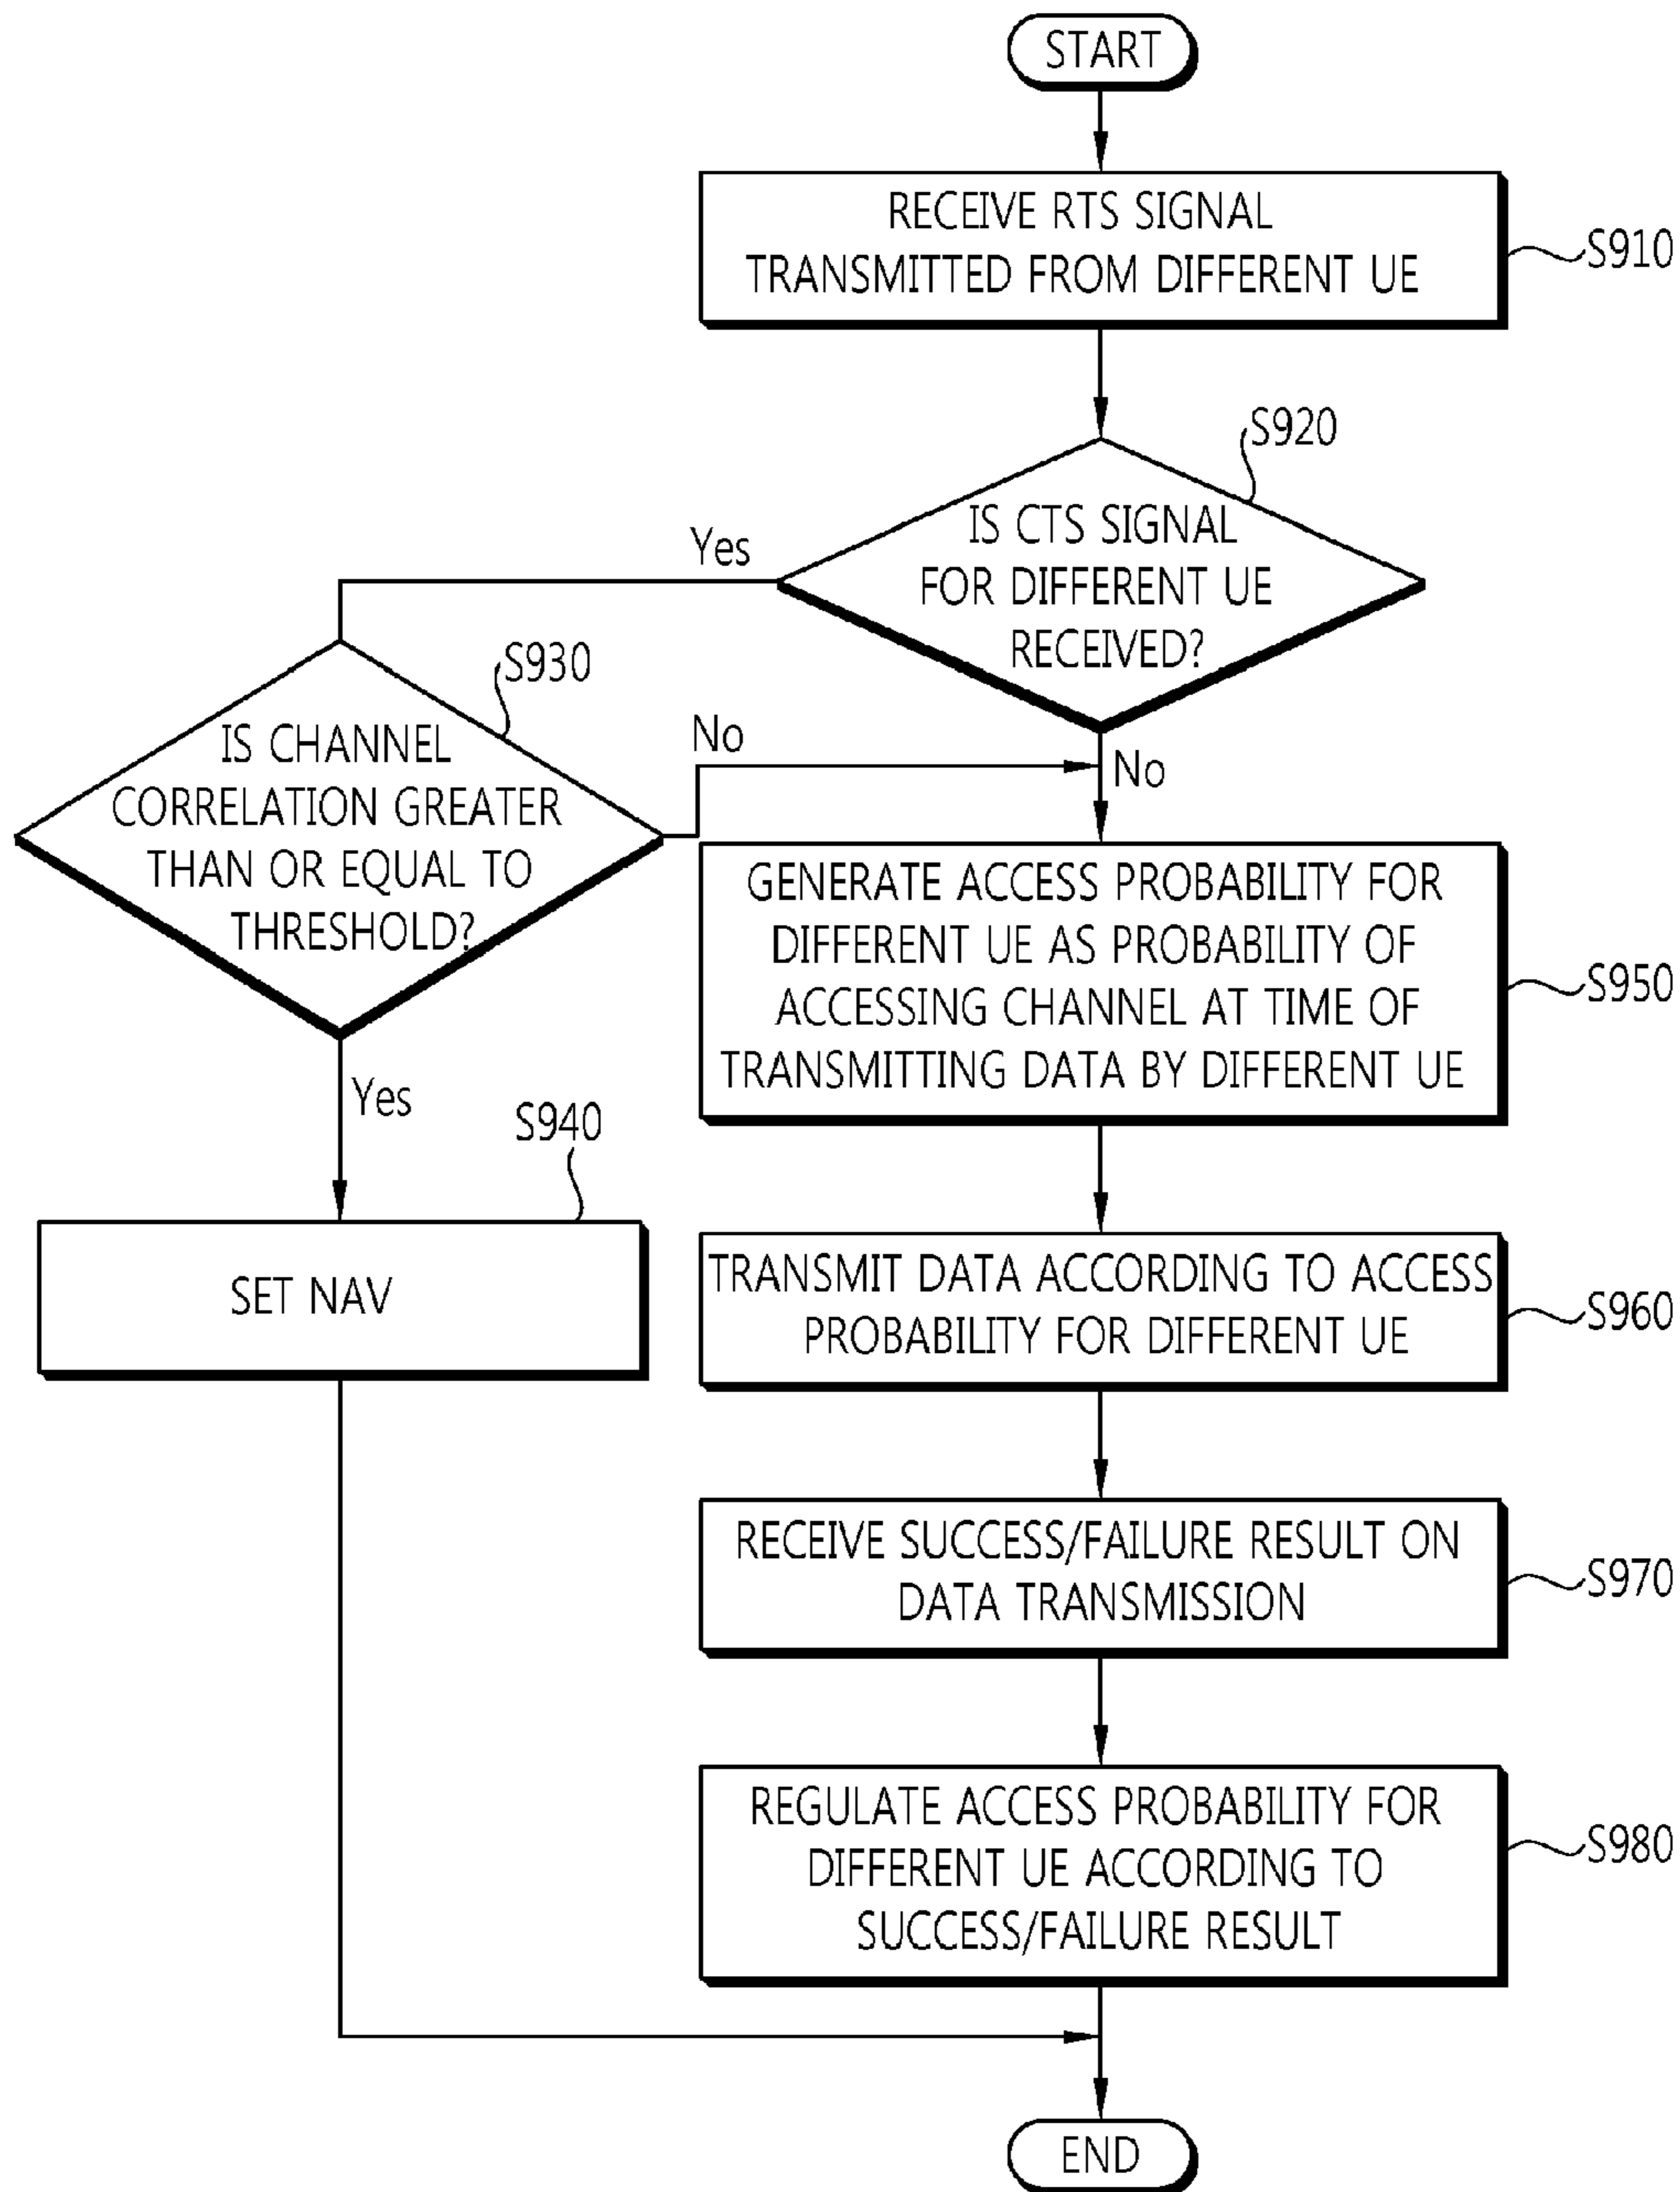 START
RECEIVE RTS SIGNAL
TRANSMITTED FROM DIFFERENT UE
S910
S920
IS CTS SIGNAL
FOR DIFFERENT UE
RECEIVED?
Yes
No
S930
IS CHANNEL
CORRELATION GREATER
THAN OR EQUAL TO
THRESHOLD?
No
Yes
S940
SET NAV
GENERATE ACCESS PROBABILITY FOR
DIFFERENT UE AS PROBABILITY OF
ACCESSING CHANNEL AT TIME OF
TRANSMITTING DATA BY DIFFERENT UE
S950
TRANSMIT DATA ACCORDING TO ACCESS
PROBABILITY FOR DIFFERENT UE
S960
RECEIVE SUCCESS/FAILURE RESULT ON
DATA TRANSMISSION
S970
REGULATE ACCESS PROBABILITY FOR
DIFFERENT UE ACCORDING TO
SUCCESS/FAILURE RESULT
S980
END